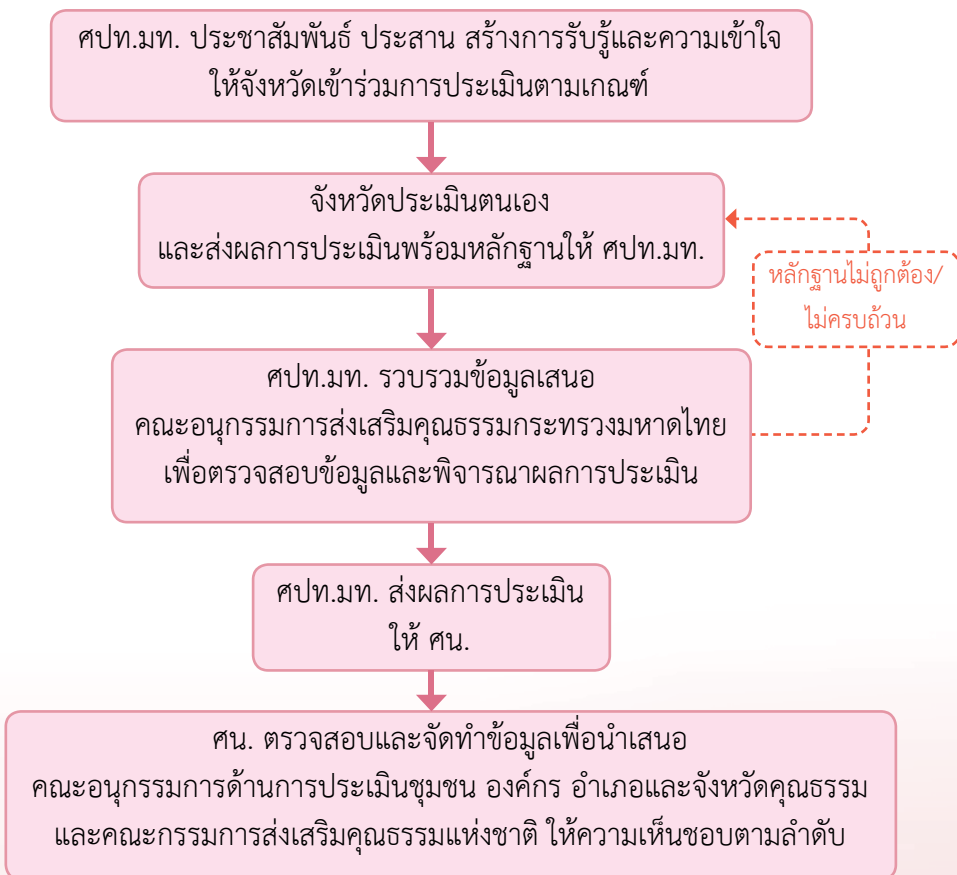 ศปท.มท. ประชาสัมพันธ์ ประสาน สร้างการรับรู้และความเข้าใจ
ให้จังหวัดเข้าร่วมการประเมินตามเกณฑ์
จังหวัดประเมินตนเอง
และส่งผลการประเมินพร้อมหลักฐานให้ ศปท.มท.
หลักฐานไม่ถูกต้อง/
ไม่ครบถ้วน
ศปท.มท. รวบรวมข้อมูลเสนอ
คณะอนุกรรมการส่งเสริมคุณธรรมกระทรวงมหาดไทย
เพื่อตรวจสอบข้อมูลและพิจารณาผลการประเมิน
ศปท.มท. ส่งผลการประเมิน
ให้ ศน.
ศน. ตรวจสอบและจัดทำข้อมูลเพื่อนำเสนอ
คณะอนุกรรมการด้านการประเมินชุมชน องค์กร อำเภอและจังหวัดคุณธรรม
และคณะกรรมการส่งเสริมคุณธรรมแห่งชาติ ให้ความเห็นชอบตามลำดับ